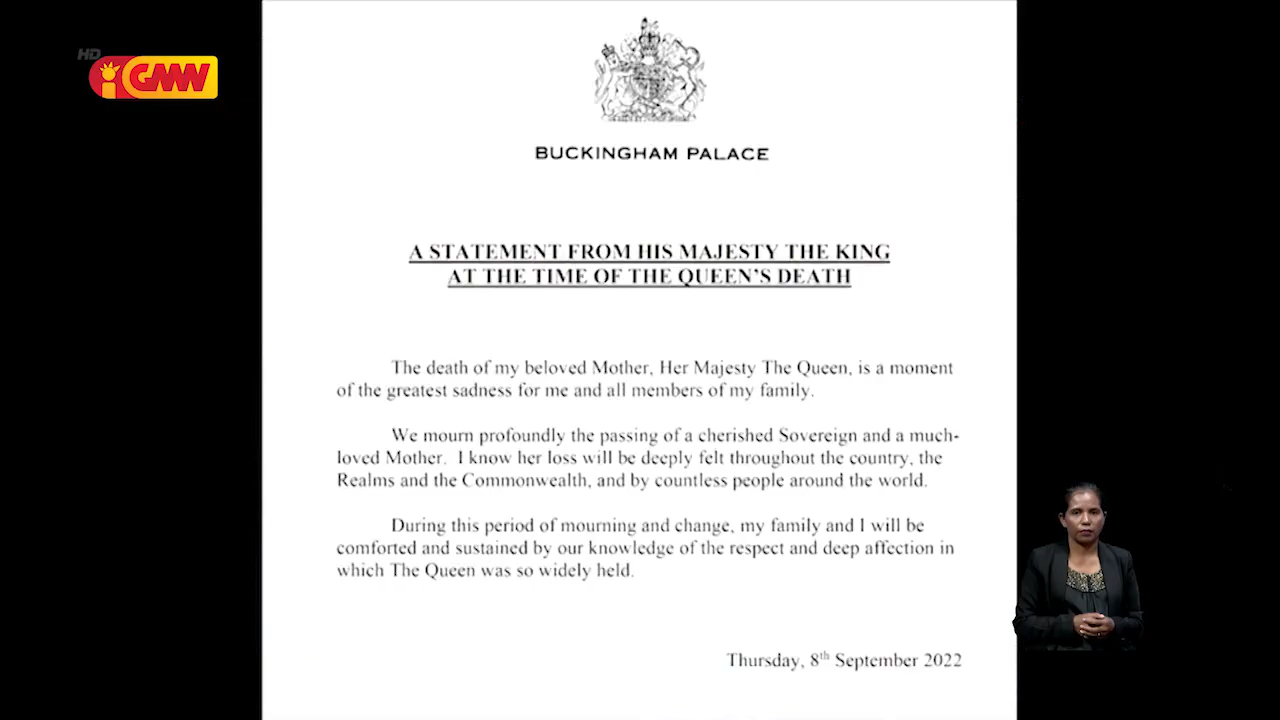 HD
iGMW
BUCKINGHAM PALACE
A STATEMENT FROM HIS MAJESTY THE KING
AT THE TIME OF THE QUEEN'S DEATH
The death of my beloved Mother, Her Majesty The Queen, is a moment
of the greatest sadness for me and all members of my family.
We mourn profoundly the passing of a cherished Sovereign and a much-
loved Mother. I know her loss will be deeply felt throughout the country, the
Realms and the Commonwealth, and by countless people around the world.
During this period of mourning and change, my family and I will be
comforted and sustained by our knowledge of the respect and deep affection in
which The Queen was so widely held.
Thursday, 8th September 2022